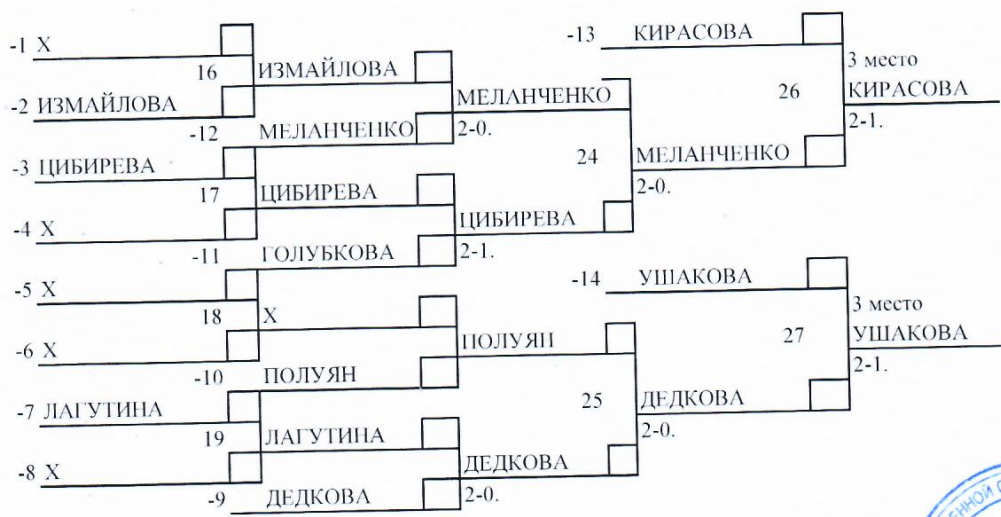 -1 Х
16
ИЗМАЙЛОВА
-2 ИЗМАЙЛОВА
-12 МЕЛАНЧЕНКО
МЕЛАНЧЕНКО
2-0.
-3 ЦИБИРЕВА
17
ЦИБИРЕВА
-4 Х
-11 ГОЛУБКОВА
ЦИБИРЕВА
2-1.
24
МЕЛАНЧЕНКО
2-0.
-13 КИРАСОВА
26
3 место
КИРАСОВА
2-1.
-5 Х
18
Х
-6 Х
-10 ПОЛУЯН
ПОЛУЯН
-7 ЛАГУТИНА
19
ЛАГУТИНА
-8 Х
-9 ДЕДКОВА
ДЕДКОВА
2-0.
25
ДЕДКОВА
2-0.
-14 УШАКОВА
27
3 место
УШАКОВА
2-1.